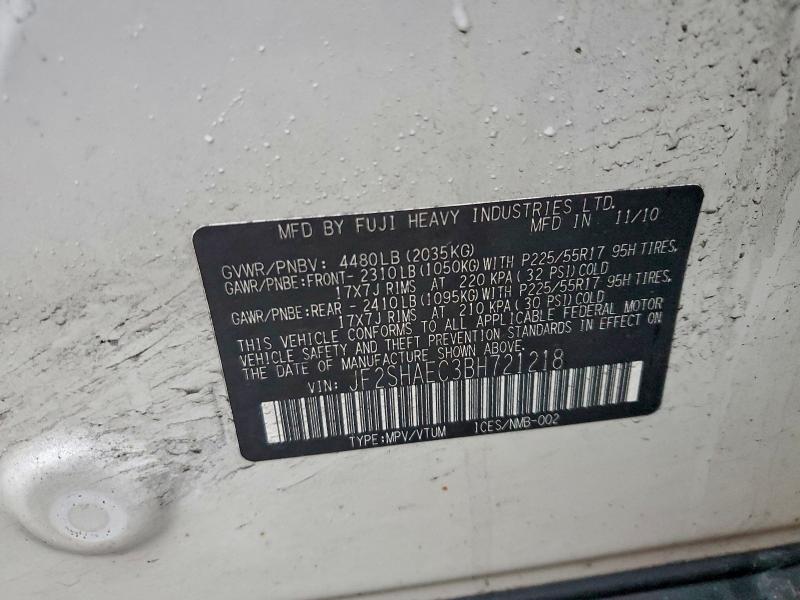 MFD BY FUJI HEAVY INDUSTRIES LTD.
MFD IN 11/10
GVWR/PNBV: 4480LB(2035KG)
GAWR/PNBE:FRONT-2310LB(1050KG)WITH P225/55R17 95H TIRES.
17X7J RIMS AT 220 KPA(32 PSI)COLD
GAWR/PNBE:REAR -2410LB(1095KG)WITH P225/55R17 95H TIRES.
17X7J RIMS AT 210 KPA(30 PSI)COLD
THIS VEHICLE CONFORMS TO ALL APPLICABLE FEDERAL MOTOR
VEHICLE SAFETY AND THEFT PREVENTION STANDARDS IN EFFECT ON
THE DATE OF MANUFACTURE SHOWN ABOVE.
VIN: JF2SHAEC3BH721218
TYPE:MPV/VTUM ICES/NMB-002